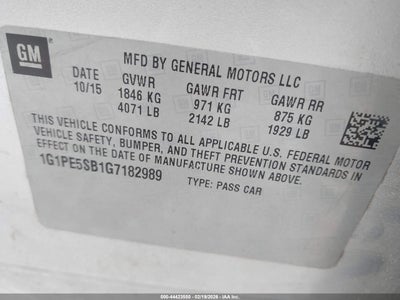 GM
MFD BY GENERAL MOTORS LLC
DATE GVWR GAWR FRT GAWR RR
10/15 1846 KG 971 KG 875 KG
4071 LB 2142 LB 1929 LB
THIS VEHICLE CONFORMS TO ALL APPLICABLE U.S. FEDERAL MOTOR
VEHICLE SAFETY, BUMPER, AND THEFT PREVENTION STANDARDS
IN EFFECT ON THE DATE OF MANUFACTURE SHOWN ABOVE.
1G1PE5SB1G7182989
TYPE: PASS CAR